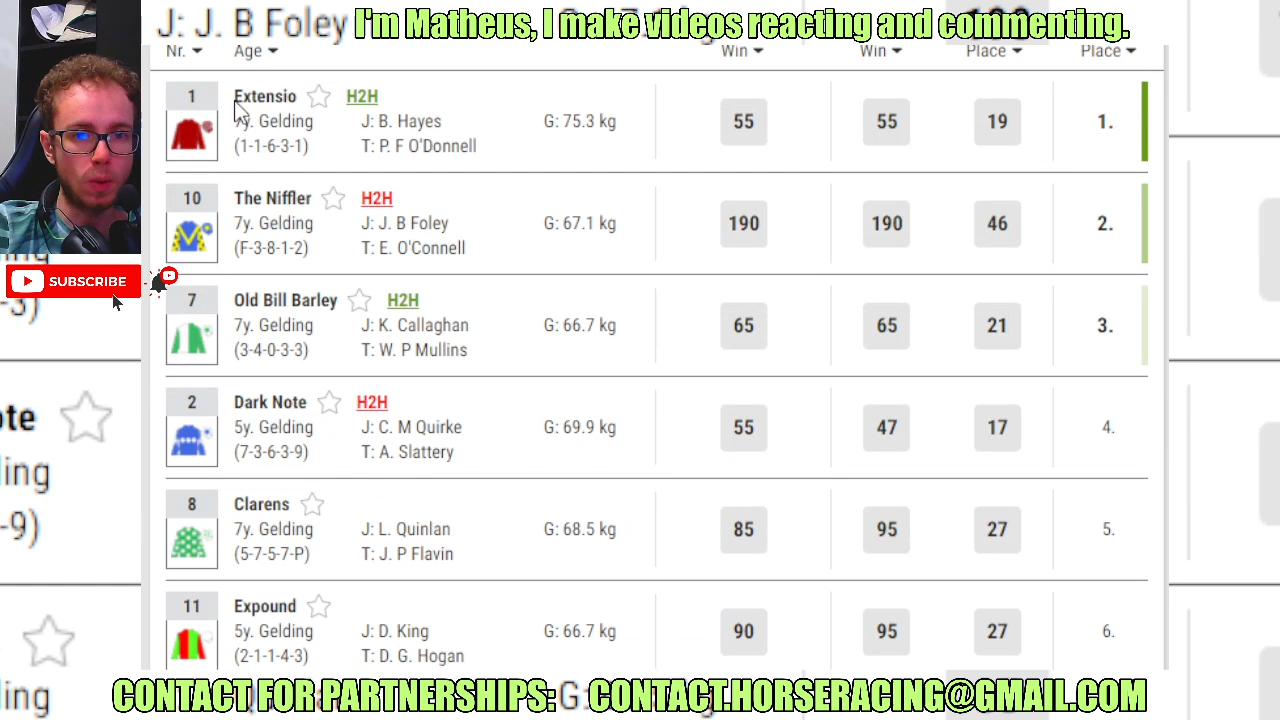 J: J. B Foley
I'm Matheus, I make videos reacting and commenting.
Nr. Age Win Win Place Place
1 Extensio H2H
7y. Gelding J: B. Hayes G: 75.3 kg 55 55 19 1.
(1-1-6-3-1) T: P. F O'Donnell
10 The Niffler H2H
7y. Gelding J: J. B Foley G: 67.1 kg 190 190 46 2.
(F-3-8-1-2) T: E. O'Connell
SUBSCRIBE
-3)
7 Old Bill Barley H2H
7y. Gelding J: K. Callaghan G: 66.7 kg 65 65 21 3.
(3-4-0-3-3) T: W. P Mullins
2 Dark Note H2H
5y. Gelding J: C. M Quirke G: 69.9 kg 55 47 17 4.
(7-3-6-3-9) T: A. Slattery
ote
ling
-9)
8 Clarens
7y. Gelding J: L. Quinlan G: 68.5 kg 85 95 27 5.
(5-7-5-7-P) T: J. P Flavin
11 Expound
5y. Gelding J: D. King G: 66.7 kg 90 95 27 6.
(2-1-1-4-3) T: D. G. Hogan
ling
CONTACT FOR PARTNERSHIPS: CONTACT.HORSERACING@GMAIL.COM